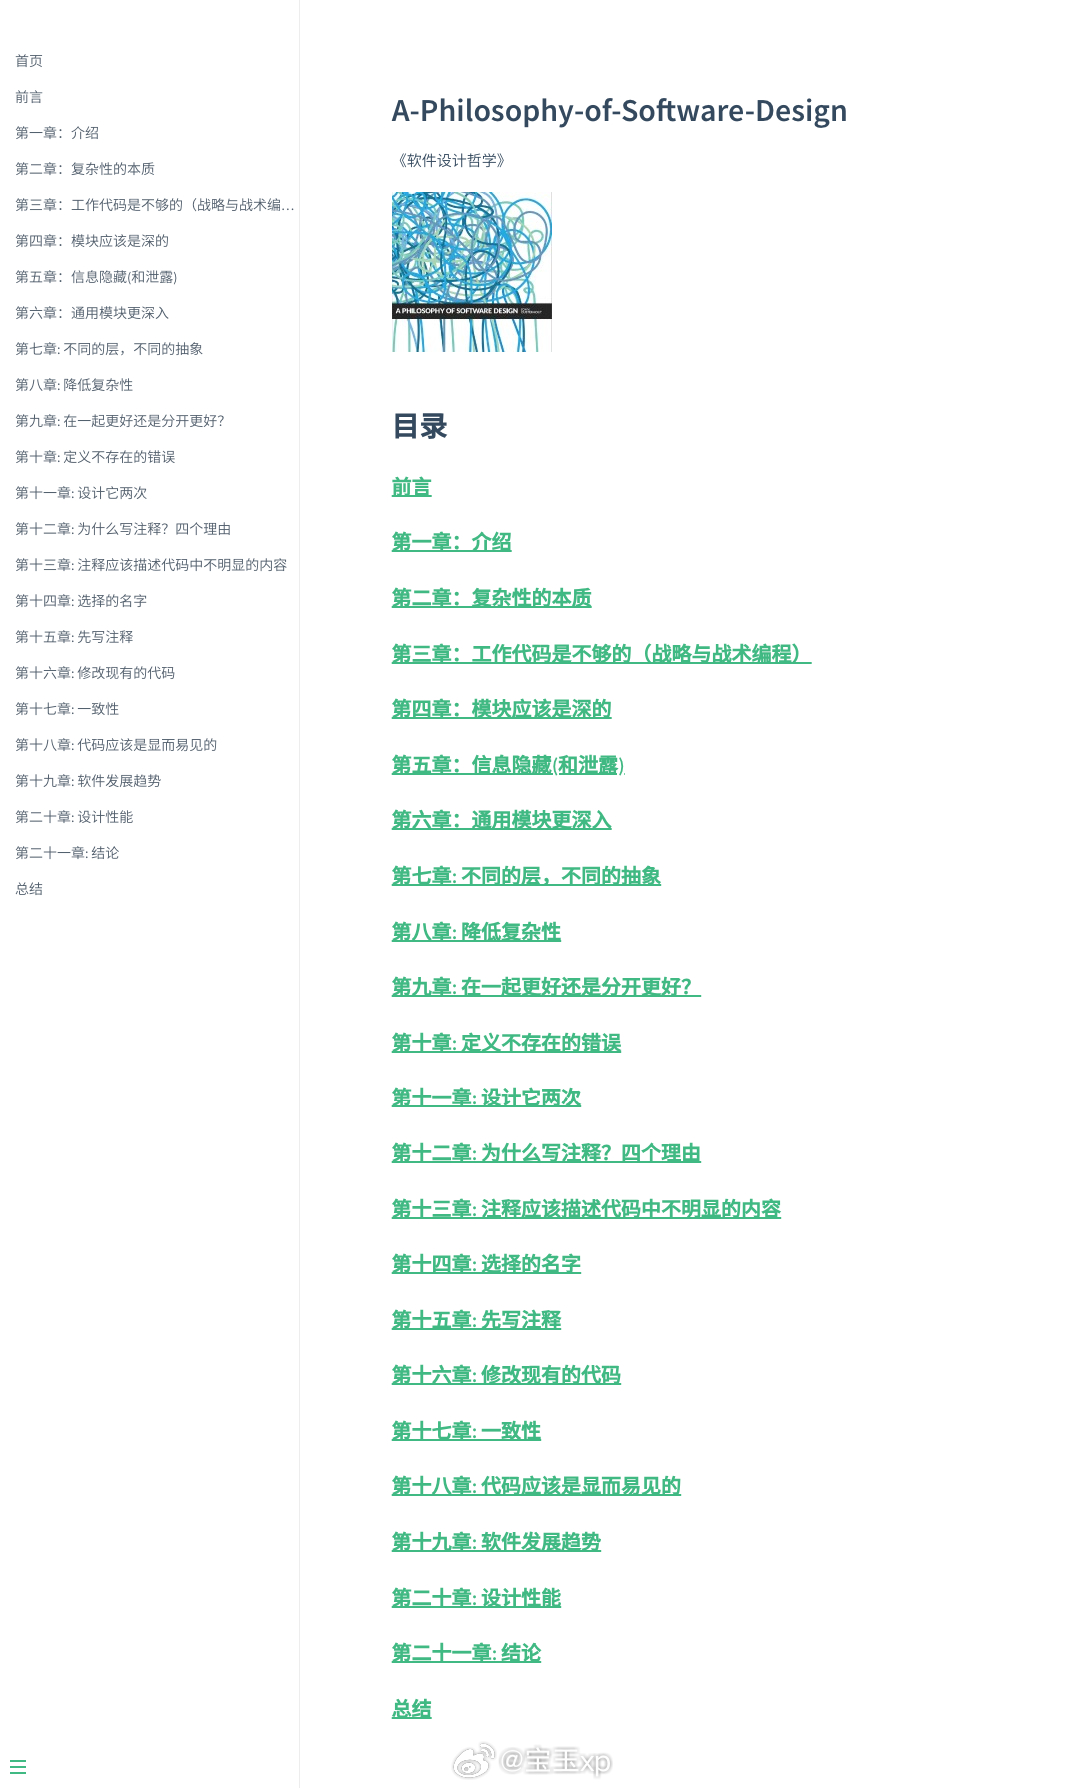 首页
前言
第一章：介绍
第二章：复杂性的本质
第三章：工作代码是不够的（战略与战术编...
第四章：模块应该是深的
第五章：信息隐藏(和泄露)
第六章：通用模块更深入
第七章: 不同的层，不同的抽象
第八章: 降低复杂性
第九章: 在一起更好还是分开更好？
第十章: 定义不存在的错误
第十一章: 设计它两次
第十二章: 为什么写注释？四个理由
第十三章: 注释应该描述代码中不明显的内容
第十四章: 选择的名字
第十五章: 先写注释
第十六章: 修改现有的代码
第十七章: 一致性
第十八章: 代码应该是显而易见的
第十九章: 软件发展趋势
第二十章: 设计性能
第二十一章: 结论
总结
A-Philosophy-of-Software-Design
《软件设计哲学》
A PHILOSOPHY OF SOFTWARE DESIGN
目录
前言
第一章：介绍
第二章：复杂性的本质
第三章：工作代码是不够的（战略与战术编程）
第四章：模块应该是深的
第五章：信息隐藏(和泄露)
第六章：通用模块更深入
第七章: 不同的层，不同的抽象
第八章: 降低复杂性
第九章: 在一起更好还是分开更好？
第十章: 定义不存在的错误
第十一章: 设计它两次
第十二章: 为什么写注释？四个理由
第十三章: 注释应该描述代码中不明显的内容
第十四章: 选择的名字
第十五章: 先写注释
第十六章: 修改现有的代码
第十七章: 一致性
第十八章: 代码应该是显而易见的
第十九章: 软件发展趋势
第二十章: 设计性能
第二十一章: 结论
总结
@宝玉xp